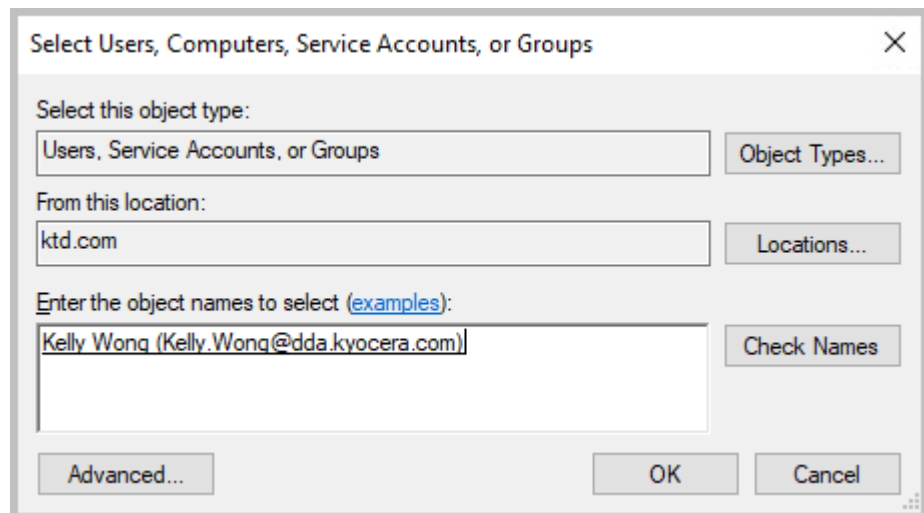 Select Users, Computers, Service Accounts, or Groups
Select this object type:
Users, Service Accounts, or Groups
Object Types...
From this location:
ktd.com
Locations...
Enter the object names to select (examples):
Kelly Wong (Kelly.Wong@dda.kyocera.com)
Check Names
Advanced...
OK
Cancel